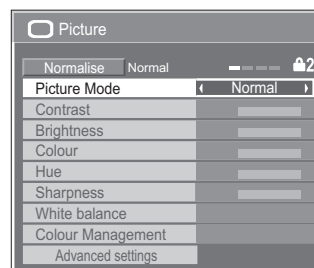 Picture
Normalise Normal 2
Picture Mode Normal
Contrast
Brightness
Colour
Hue
Sharpness
White balance
Colour Management
Advanced settings